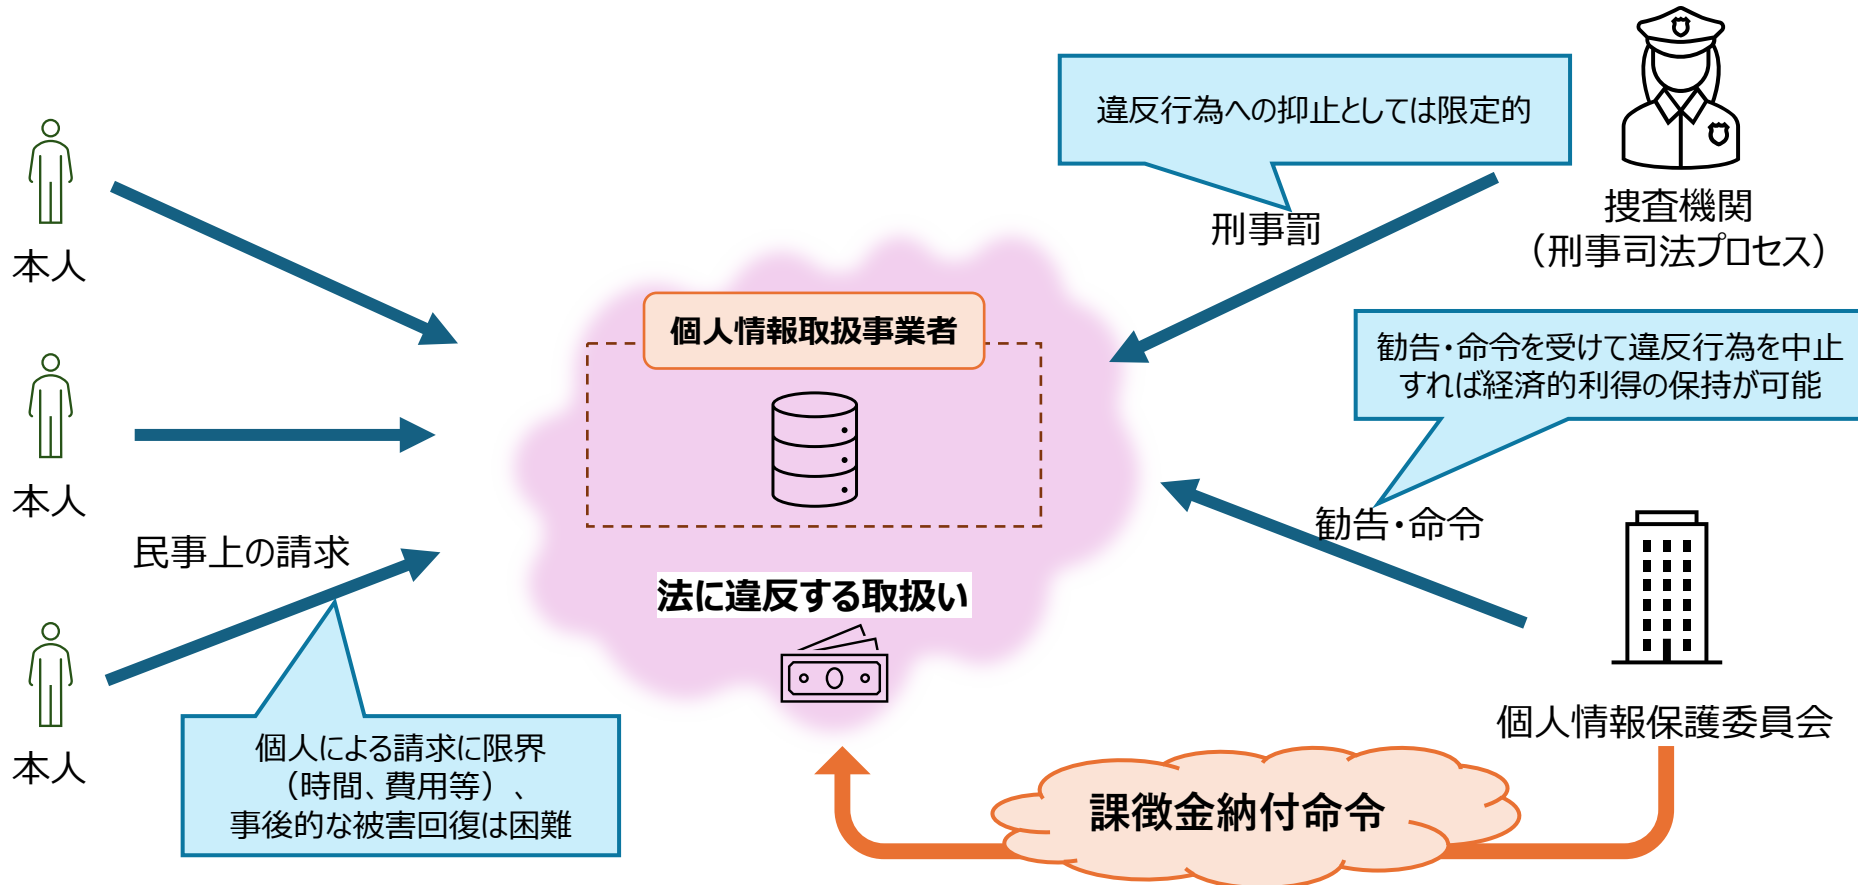 違反行為への抑止としては限定的
捜査機関
（刑事司法プロセス）
刑事罰
本人
個人情報取扱事業者
勧告・命令を受けて違反行為を中止
すれば経済的利得の保持が可能
本人
勧告・命令
民事上の請求
法に違反する取扱い
個人情報保護委員会
本人
個人による請求に限界
（時間、費用等）、
事後的な被害回復は困難
課徴金納付命令